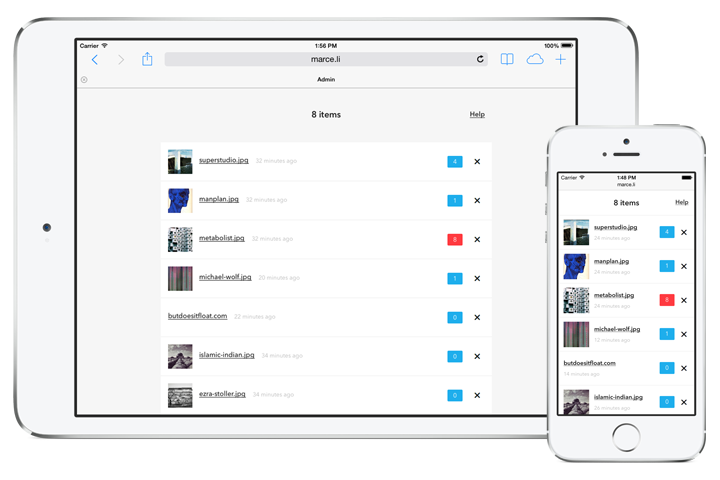 Carrier 1:56 PM 100%
marce.li
Admin
8 items Help
superstudio.jpg 32 minutes ago 4
manplan.jpg 32 minutes ago 1
metabolist.jpg 32 minutes ago 8
michael-wolf.jpg 20 minutes ago 1
butdoesitfloat.com 22 minutes ago 0
islamic-indian.jpg 34 minutes ago 0
ezra-stoller.jpg 34 minutes ago 0
Carrier 1:48 PM
marce.li
8 items Help
superstudio.jpg 4
24 minutes ago
manplan.jpg 1
24 minutes ago
metabolist.jpg 8
24 minutes ago
michael-wolf.jpg 1
12 minutes ago
butdoesitfloat.com 0
14 minutes ago
islamic-indian.jpg 0
26 minutes ago